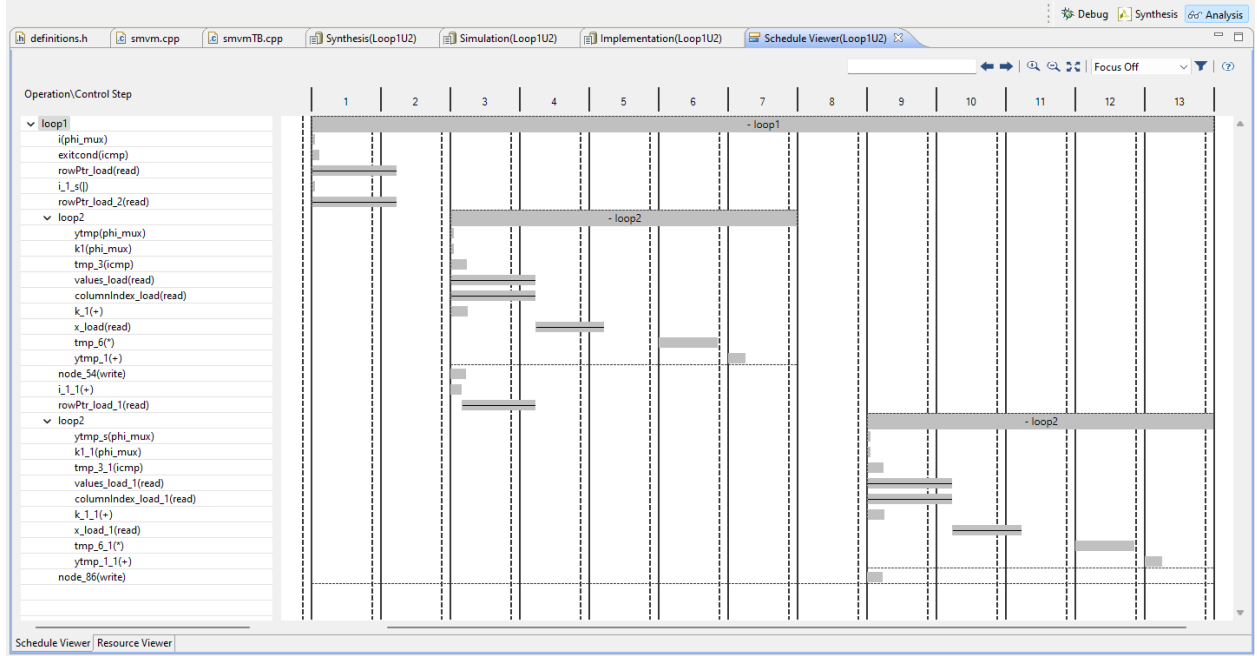 Debug Synthesis Analysis
definitions.h smvm.cpp smvmTB.cpp Synthesis(Loop1U2) Simulation(Loop1U2) Implementation(Loop1U2) Schedule Viewer(Loop1U2)
Focus Off
Operation\Control Step 1 2 3 4 5 6 7 8 9 10 11 12 13
loop1 - loop1
i(phi_mux)
exitcond(icmp)
rowPtr_load(read)
i_1_s(|)
rowPtr_load_2(read)
loop2 - loop2
ytmp(phi_mux)
k1(phi_mux)
tmp_3(icmp)
values_load(read)
columnIndex_load(read)
k_1(+)
x_load(read)
tmp_6(*)
ytmp_1(+)
node_54(write)
i_1_1(+)
rowPtr_load_1(read)
loop2 - loop2
ytmp_s(phi_mux)
k1_1(phi_mux)
tmp_3_1(icmp)
values_load_1(read)
columnIndex_load_1(read)
k_1_1(+)
x_load_1(read)
tmp_6_1(*)
ytmp_1_1(+)
node_86(write)
Schedule Viewer Resource Viewer